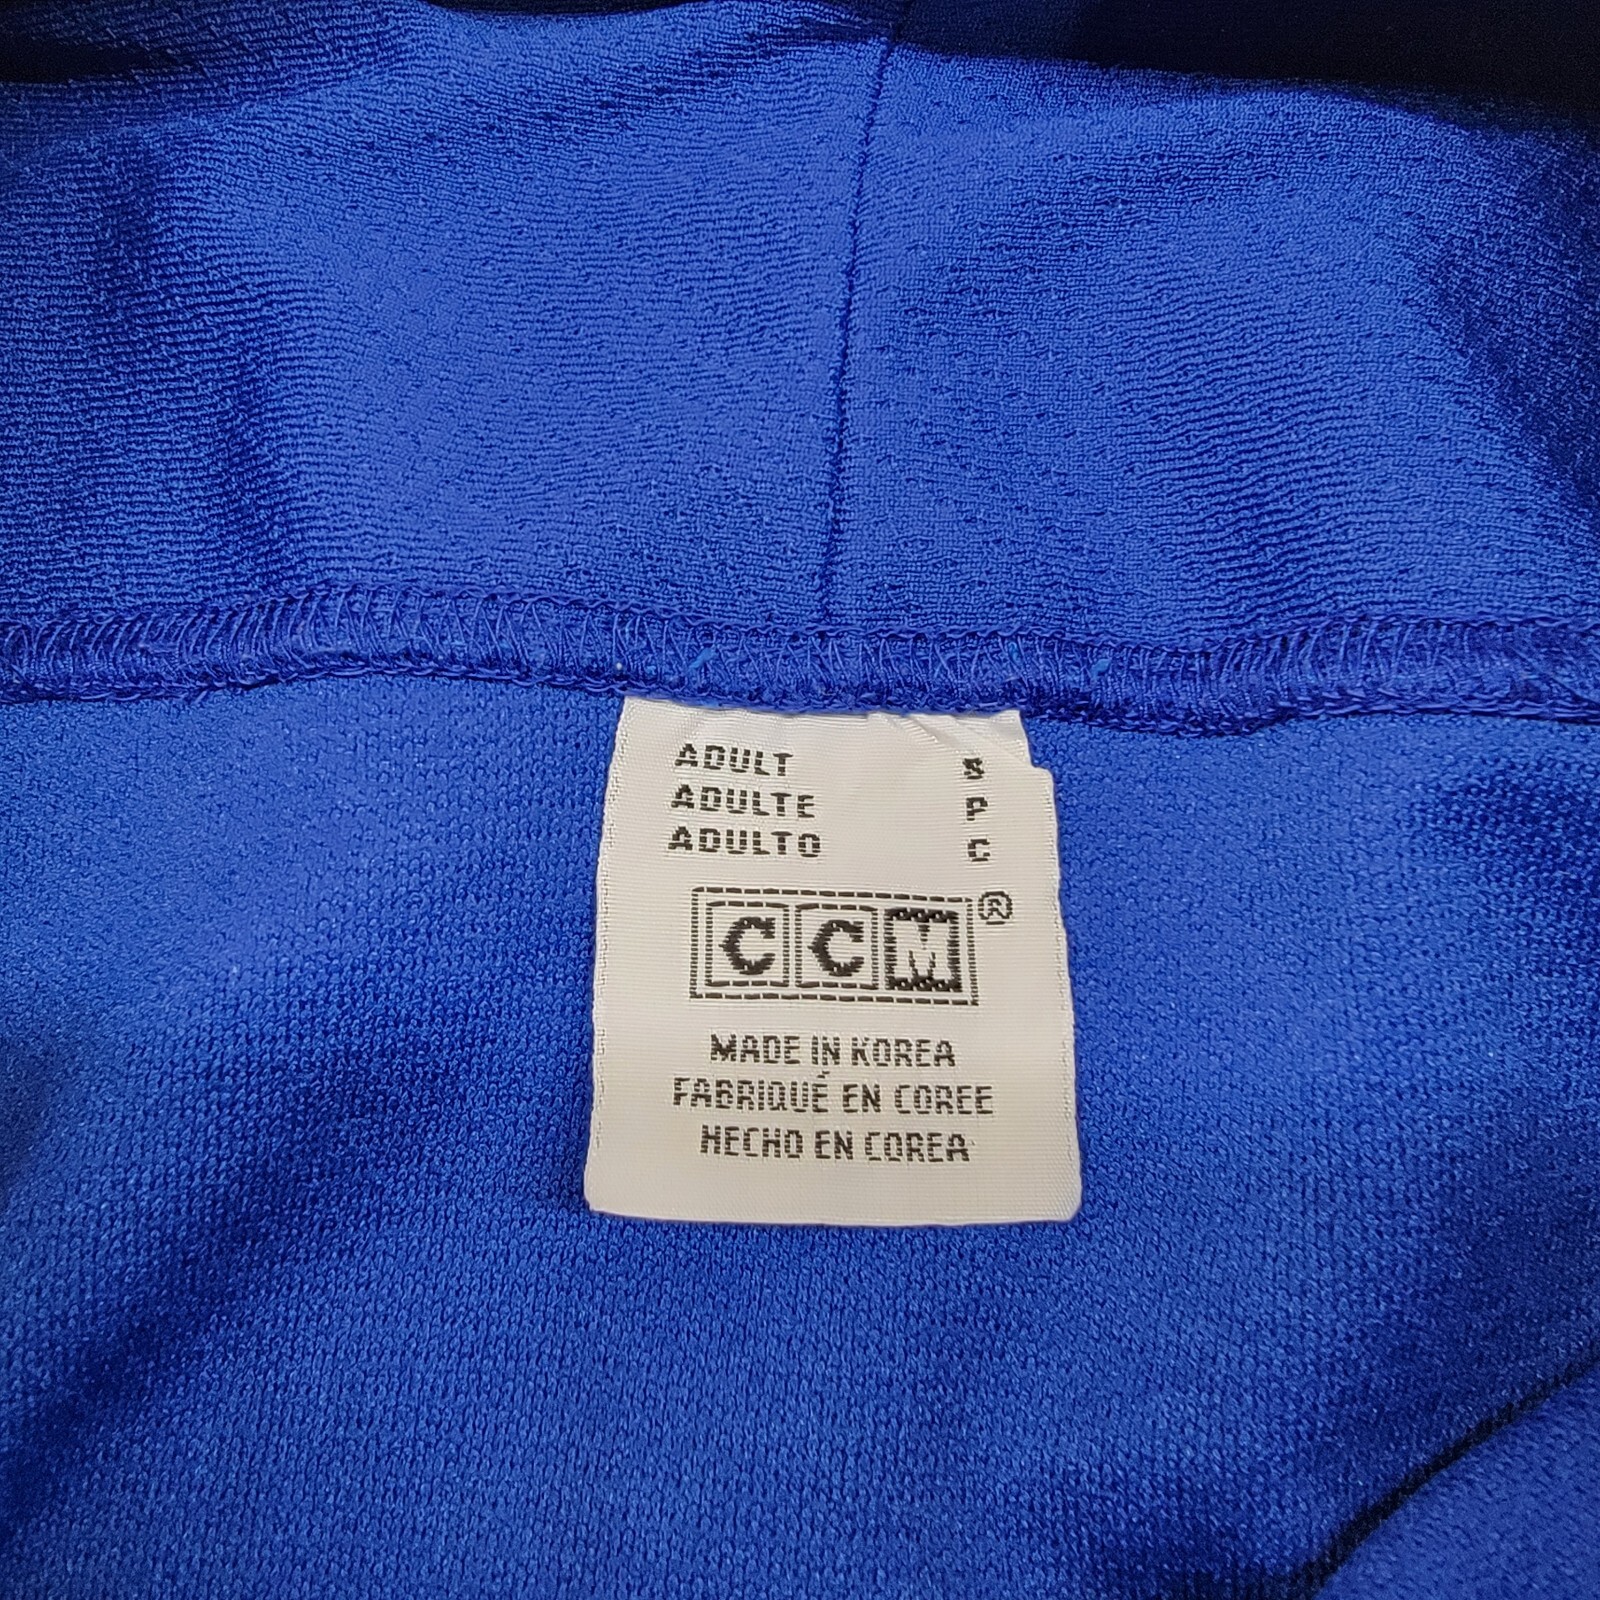 ADULT S
ADULTE P
ADULTO C
CCM®
MADE IN KOREA
FABRIQUÉ EN COREE
HECHO EN COREA